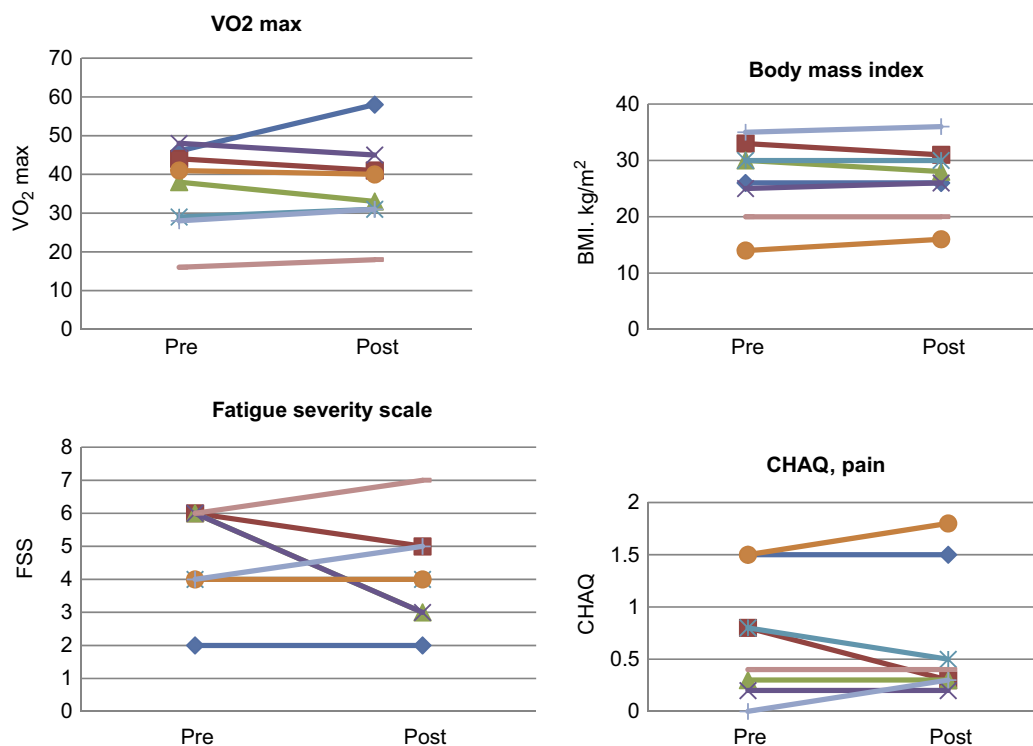 VO2 max
VO₂ max
70
60
50
40
30
20
10
0
Pre
Post
Body mass index
BMI. kg/m²
40
30
20
10
0
Pre
Post
Fatigue severity scale
FSS
8
7
6
5
4
3
2
1
0
Pre
Post
CHAQ, pain
CHAQ
2
1.5
1
0.5
0
Pre
Post